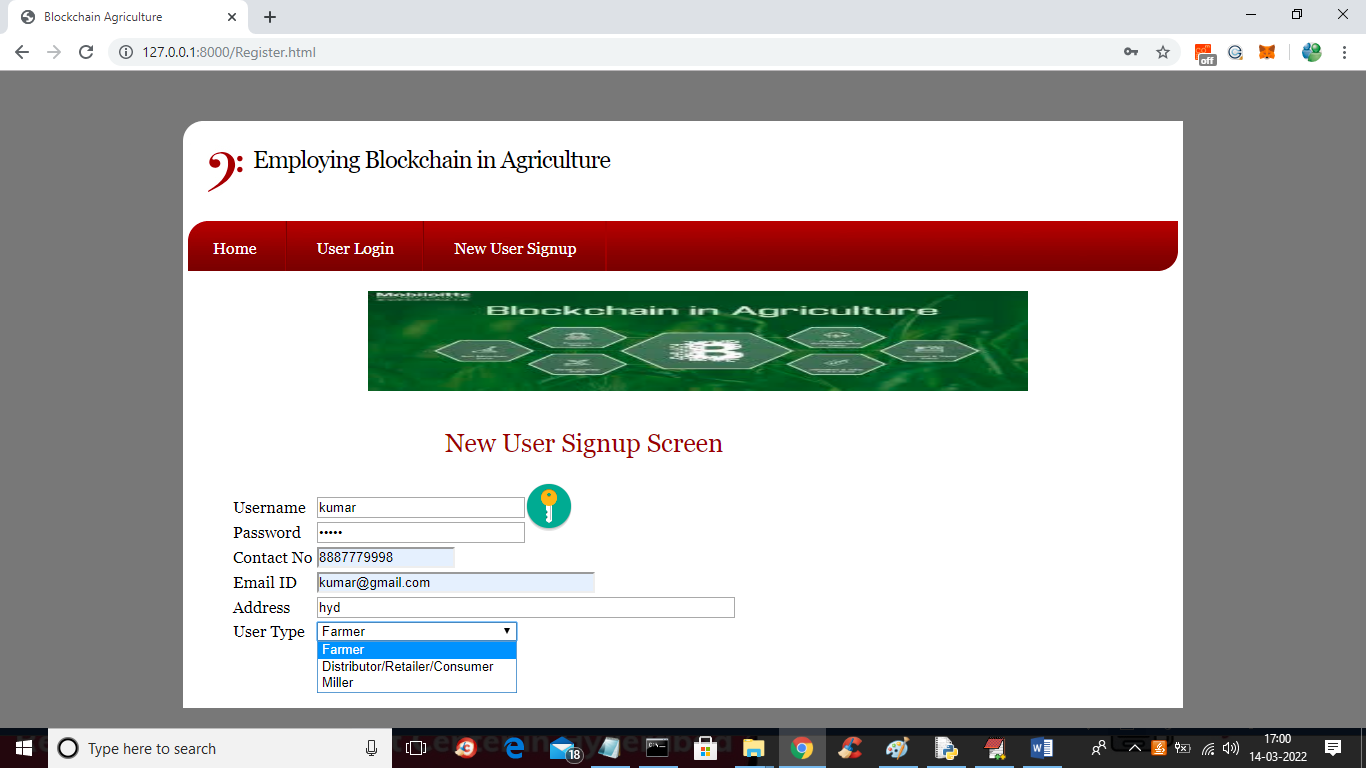 Blockchain Agriculture
127.0.0.1:8000/Register.html
off
Employing Blockchain in Agriculture
Home User Login New User Signup
Mobiloitte
Blockchain in Agriculture
New User Signup Screen
Username kumar
Password •••••
Contact No 8887779998
Email ID kumar@gmail.com
Address hyd
User Type Farmer
Farmer
Distributor/Retailer/Consumer
Miller
Type here to search
18
17:00
14-03-2022